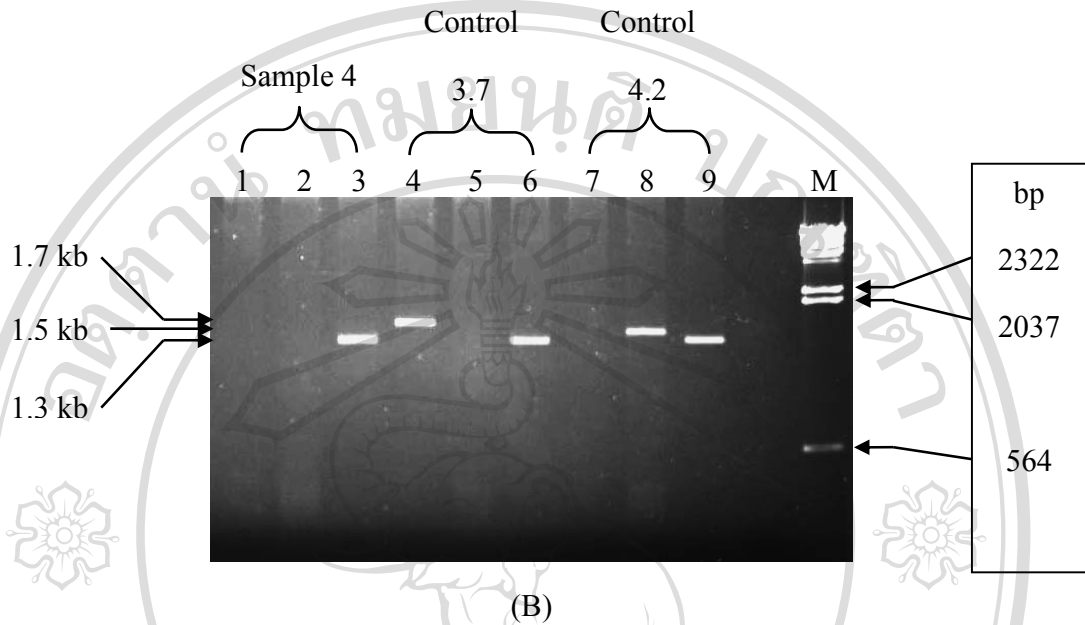 Control Control
Sample 4 3.7 4.2
1 2 3 4 5 6 7 8 9 M
bp
1.7 kb
1.5 kb
1.3 kb
2322
2037
564
(B)